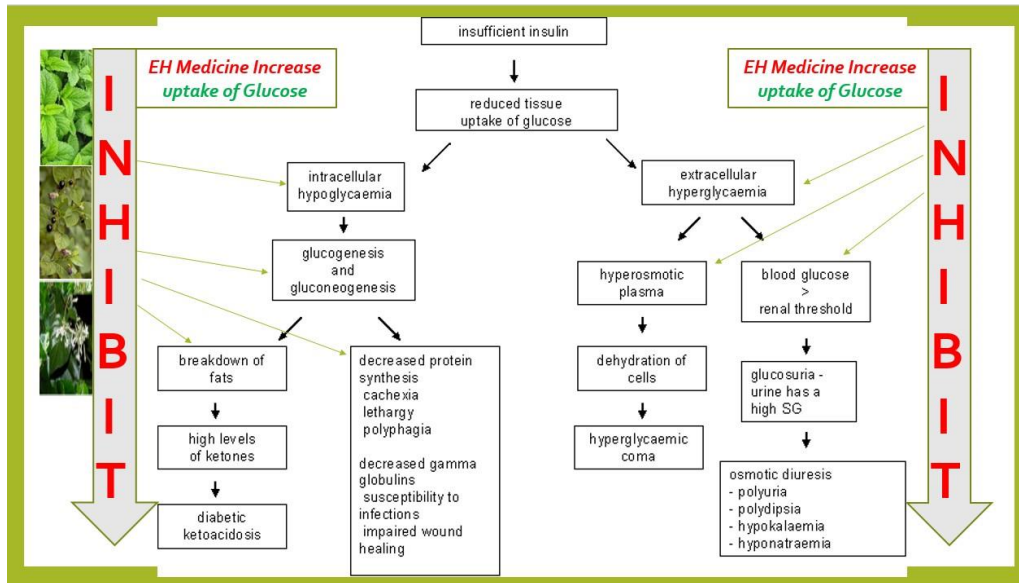 insufficient insulin
EH Medicine Increase
uptake of Glucose
EH Medicine Increase
uptake of Glucose
reduced tissue
uptake of glucose
INHIBIT
INHIBIT
intracellular
hypoglycaemia
extracellular
hyperglycaemia
glucogenesis
and
gluconeogenesis
hyperosmotic
plasma
blood glucose
>
renal threshold
breakdown of
fats
decreased protein
synthesis
cachexia
lethargy
polyphagia
decreased gamma
globulins
susceptibility to
infections
impaired wound
healing
dehydration of
cells
glucosuria -
urine has a
high SG
high levels
of ketones
hyperglycaemic
coma
diabetic
ketoacidosis
osmotic diuresis
- polyuria
- polydipsia
- hypokalaemia
- hyponatraemia